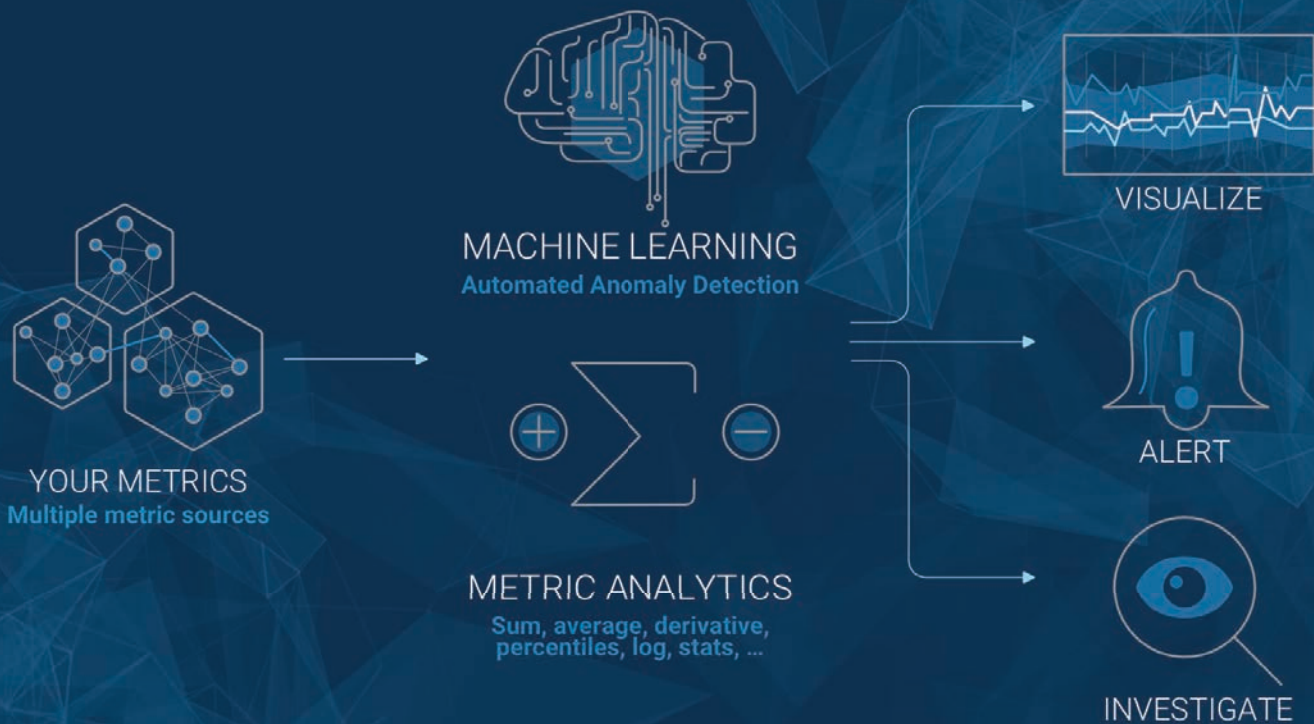 YOUR METRICS
Multiple metric sources
MACHINE LEARNING
Automated Anomaly Detection
METRIC ANALYTICS
Sum, average, derivative,
percentiles, log, stats, ...
VISUALIZE
ALERT
INVESTIGATE